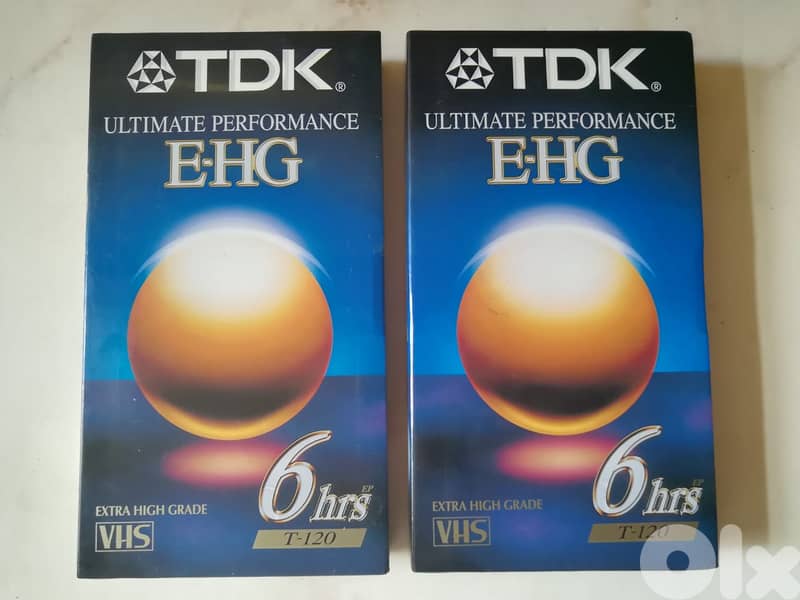 TDK®
ULTIMATE PERFORMANCE
E-HG
6 hrs EP
EXTRA HIGH GRADE
VHS
T-120
TDK®
ULTIMATE PERFORMANCE
E-HG
6 hrs EP
EXTRA HIGH GRADE
VHS
T-120
olx